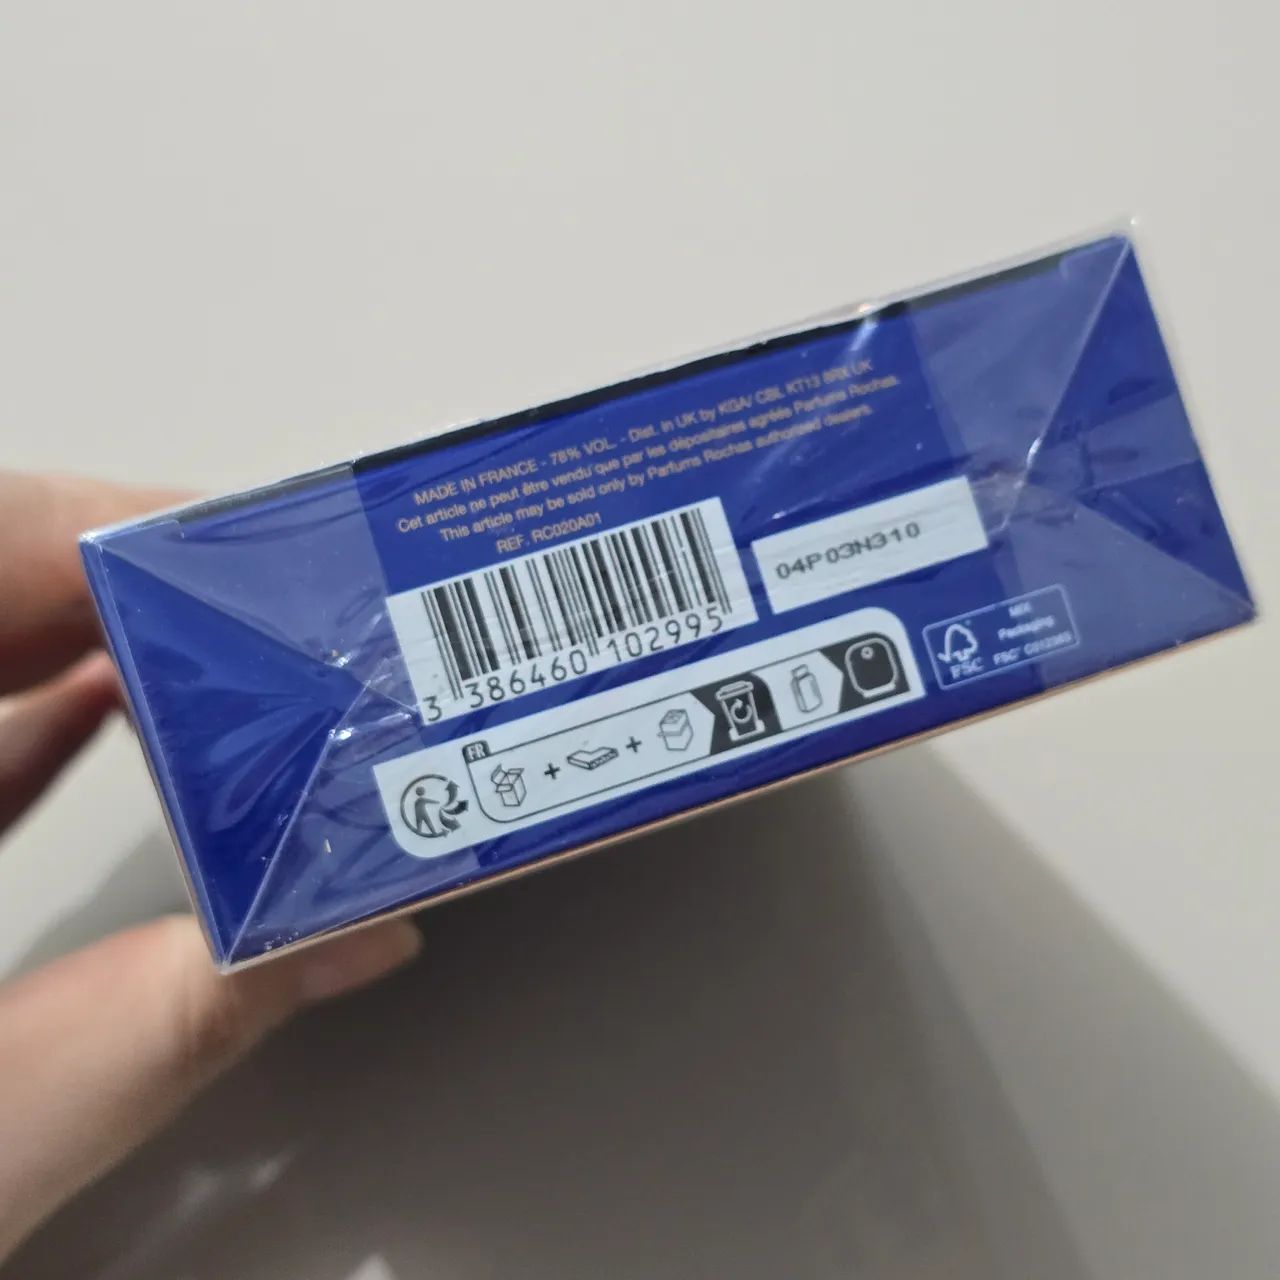 MADE IN FRANCE - 78% VOL. - Dist. in UK by KGA/ CBL KT13 8RX UK
Cet article ne peut être vendu que par les dépositaires agréés Parfums Rochas.
This article may be sold only by Parfums Rochas authorised dealers.
REF. RC020A01
3 386460 102995
04P03N310
FR
FSC
MIX
Packaging